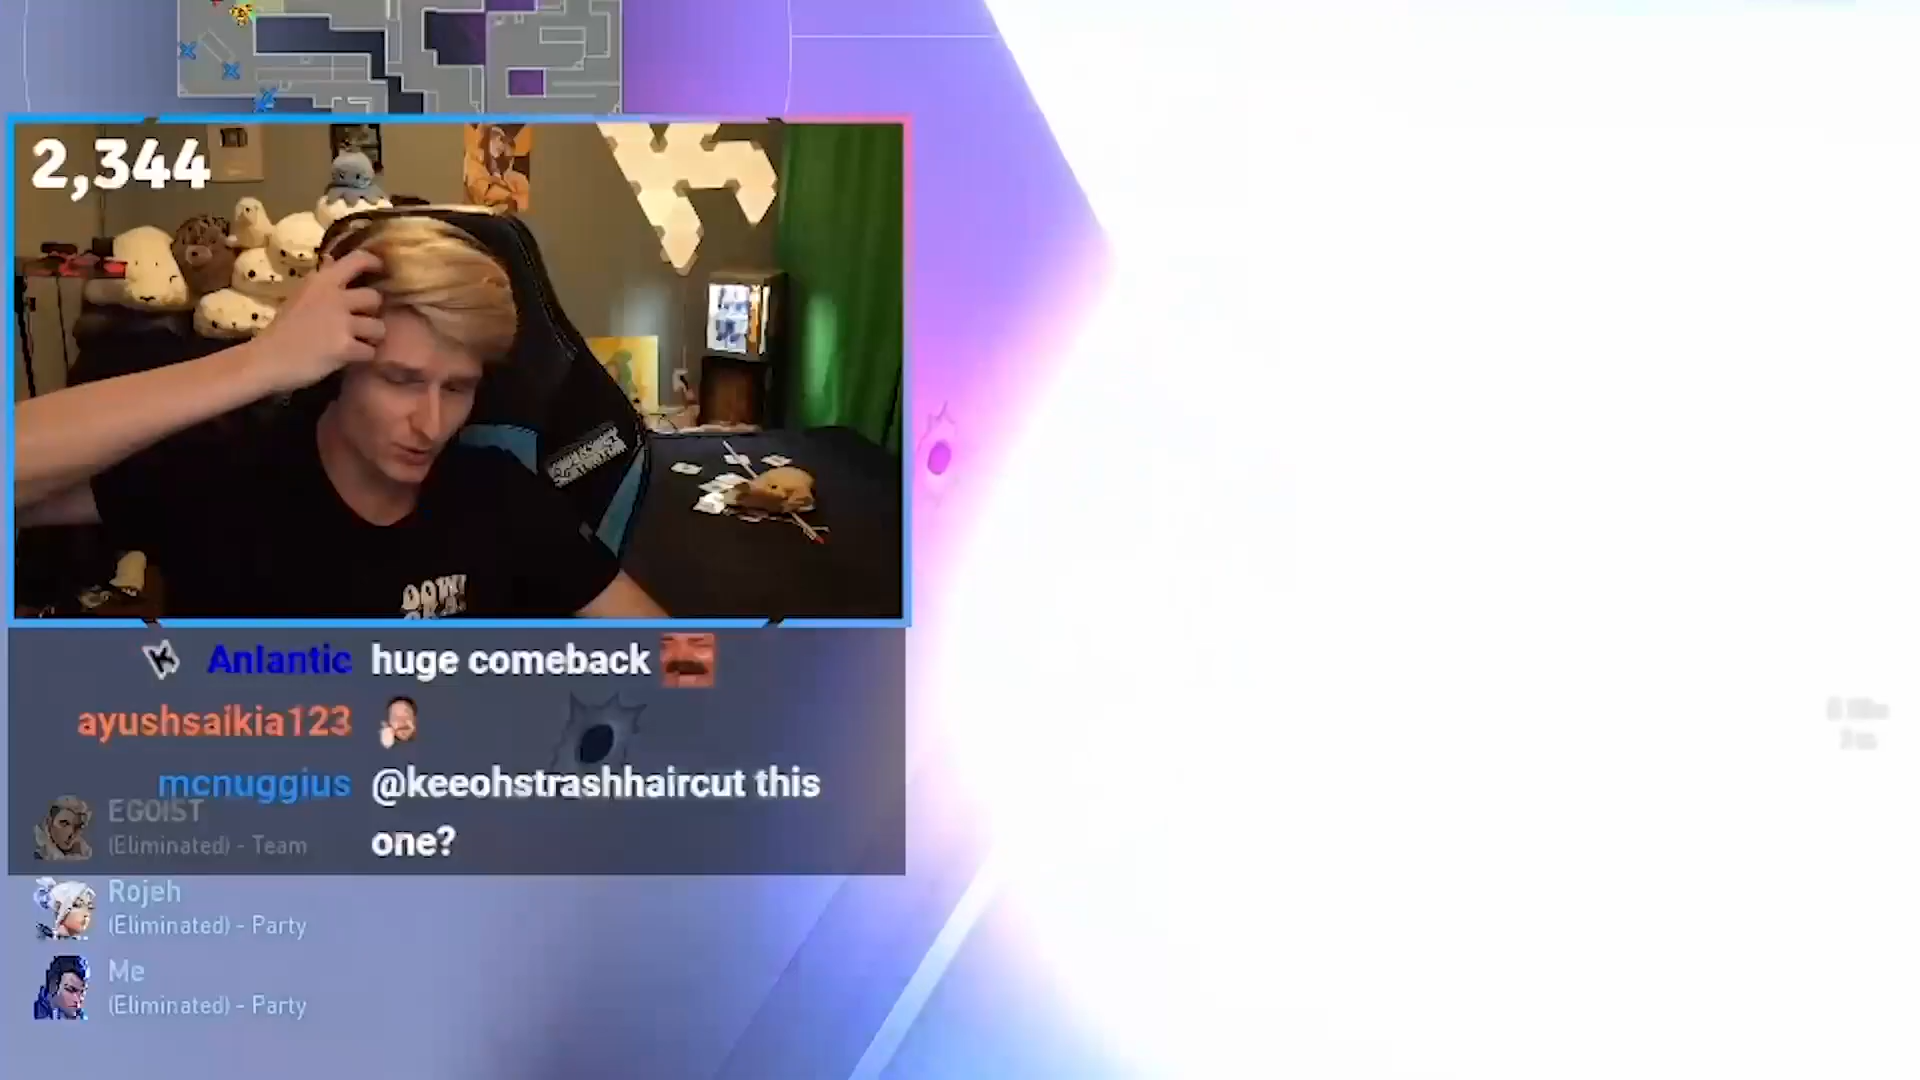 2,344
Anlantic huge comeback
ayushsaikia123
mcnuggius @keeohstrashhaircut this
one?
EGOIST
(Eliminated) - Team
Rojeh
(Eliminated) - Party
Me
(Eliminated) - Party